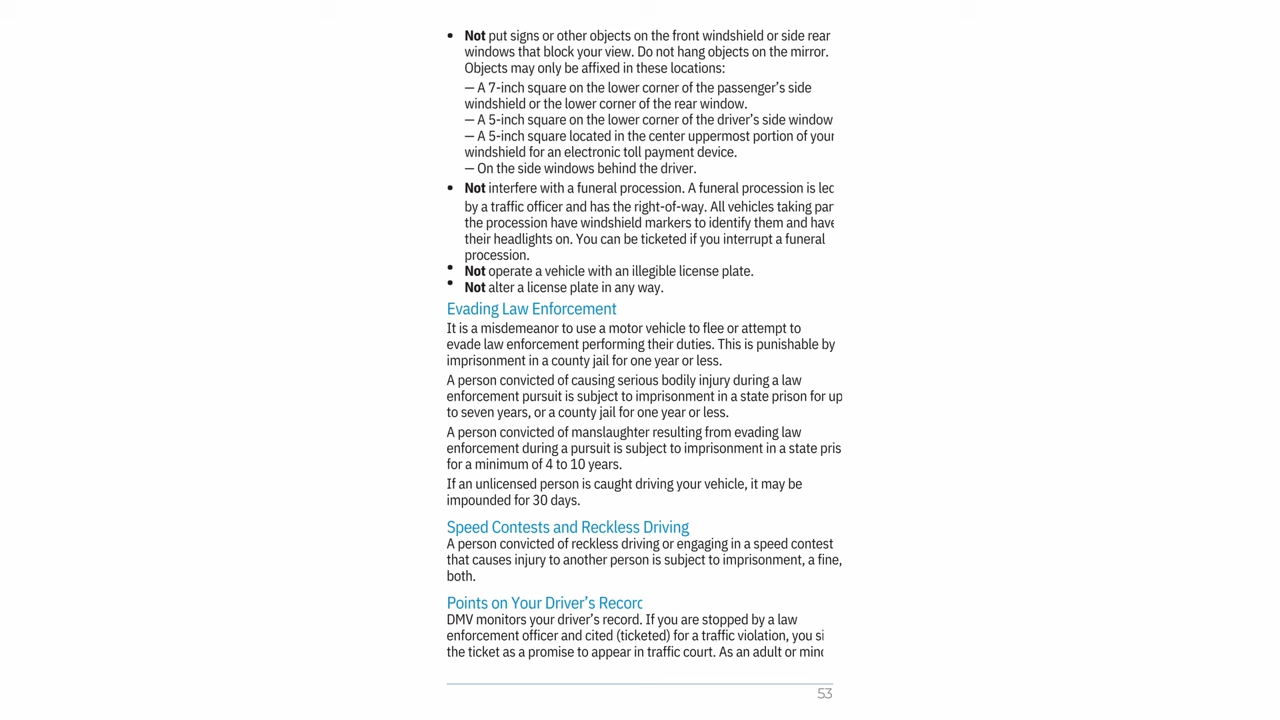 • Not put signs or other objects on the front windshield or side rear
windows that block your view. Do not hang objects on the mirror.
Objects may only be affixed in these locations:
— A 7-inch square on the lower corner of the passenger’s side
windshield or the lower corner of the rear window.
— A 5-inch square on the lower corner of the driver’s side window
— A 5-inch square located in the center uppermost portion of your
windshield for an electronic toll payment device.
— On the side windows behind the driver.
• Not interfere with a funeral procession. A funeral procession is
by a traffic officer and has the right-of-way. All vehicles taking
the procession have windshield markers to identify them and have
their headlights on. You can be ticketed if you interrupt a funeral
procession.
• Not operate a vehicle with an illegible license plate.
• Not alter a license plate in any way.
Evading Law Enforcement
It is a misdemeanor to use a motor vehicle to flee or attempt to
evade law enforcement performing their duties. This is punishable by
imprisonment in a county jail for one year or less.
A person convicted of causing serious bodily injury during a law
enforcement pursuit is subject to imprisonment in a state prison for up
to seven years, or a county jail for one year or less.
A person convicted of manslaughter resulting from evading law
enforcement during a pursuit is subject to imprisonment in a state pris
for a minimum of 4 to 10 years.
If an unlicensed person is caught driving your vehicle, it may be
impounded for 30 days.
Speed Contests and Reckless Driving
A person convicted of reckless driving or engaging in a speed contest
that causes injury to another person is subject to imprisonment, a fine,
both.
Points on Your Driver’s
DMV monitors your driver’s record. If you are stopped by a law
enforcement officer and cited (ticketed) for a traffic violation, you si
the ticket as a promise to appear in traffic court. As an adult or
53